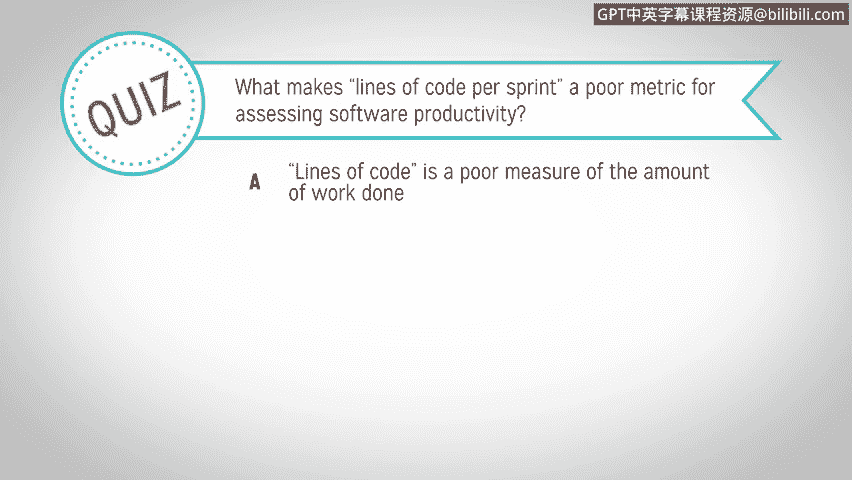 GPT中英字幕课程资源@bilibili.com
QUIZ
What makes “lines of code per sprint” a poor metric for
assessing software productivity?
A
“Lines of code” is a poor measure of the amount
of work done